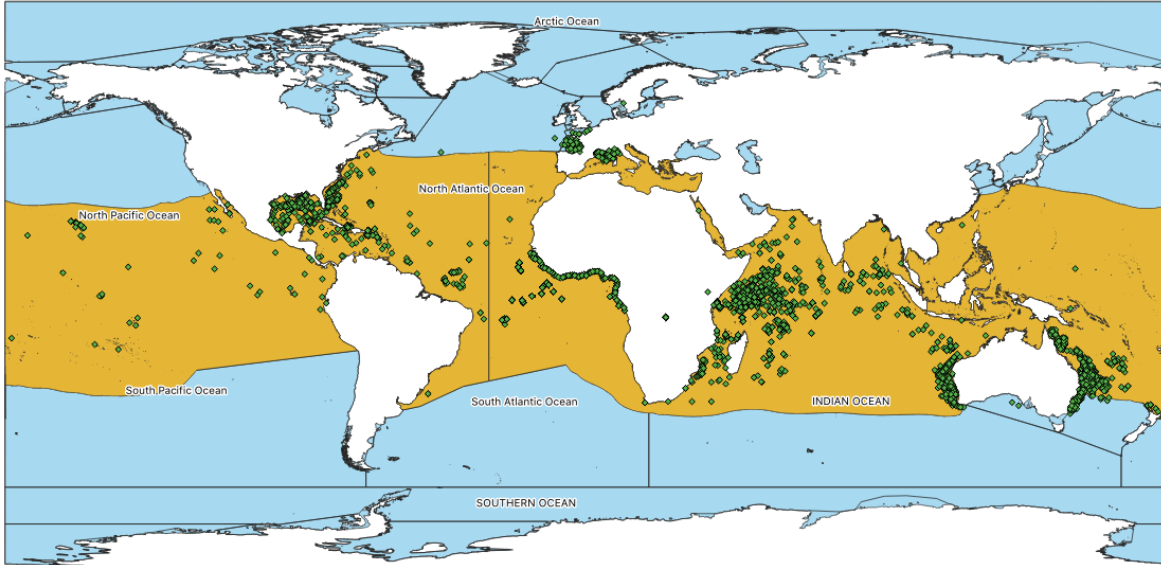 Arctic Ocean
North Atlantic Ocean
North Pacific Ocean
South Pacific Ocean
South Atlantic Ocean
INDIAN OCEAN
SOUTHERN OCEAN